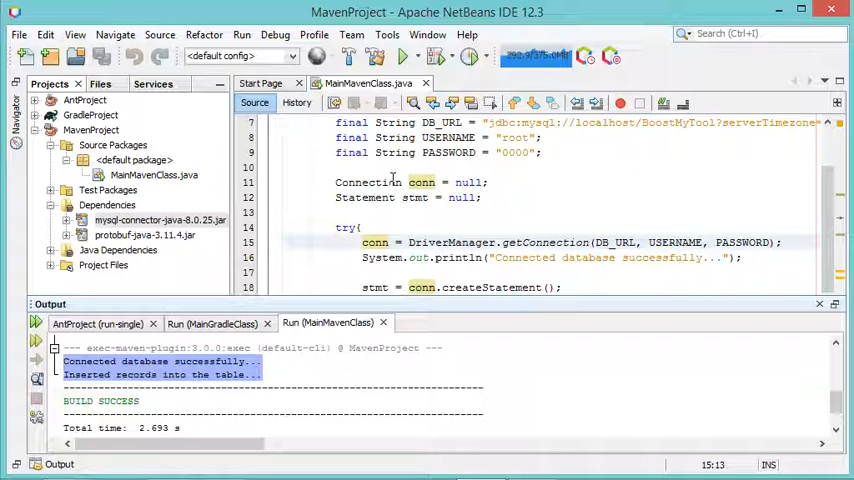 MavenProject - Apache NetBeans IDE 12.3
File Edit View Navigate Source Refactor Run Debug Profile Team Tools Window Help
Search (Ctrl+I)
<default config>
292.9/375.0MB
Projects Files Services
Start Page MainMavenClass.java
Source History
Navigator
AntProject
GradleProject
MavenProject
Source Packages
<default package>
MainMavenClass.java
Test Packages
Dependencies
mysql-connector-java-8.0.25.jar
protobuf-java-3.11.4.jar
Java Dependencies
Project Files
7 final String DB_URL = "jdbc:mysql://localhost/BoostMyTool?serverTimezone=
8 final String USERNAME = "root";
9 final String PASSWORD = "0000";
10
11 Connection conn = null;
12 Statement stmt = null;
13
14 try{
15 conn = DriverManager.getConnection(DB_URL, USERNAME, PASSWORD);
16 System.out.println("Connected database successfully...");
17
18 stmt = conn.createStatement();
Output
AntProject (run-single) Run (MainGradleClass) Run (MainMavenClass)
--- exec-maven-plugin:3.0.0:exec (default-cli) @ MavenProject ---
Connected database successfully...
Inserted records into the table...
------------------------------------------------------------------------
BUILD SUCCESS
------------------------------------------------------------------------
Total time: 2.693 s
Output
15:13 INS